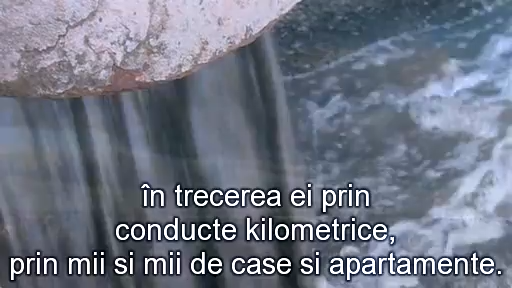 în trecerea ei prin
conducte kilometrice,
prin mii si mii de case si apartamente.